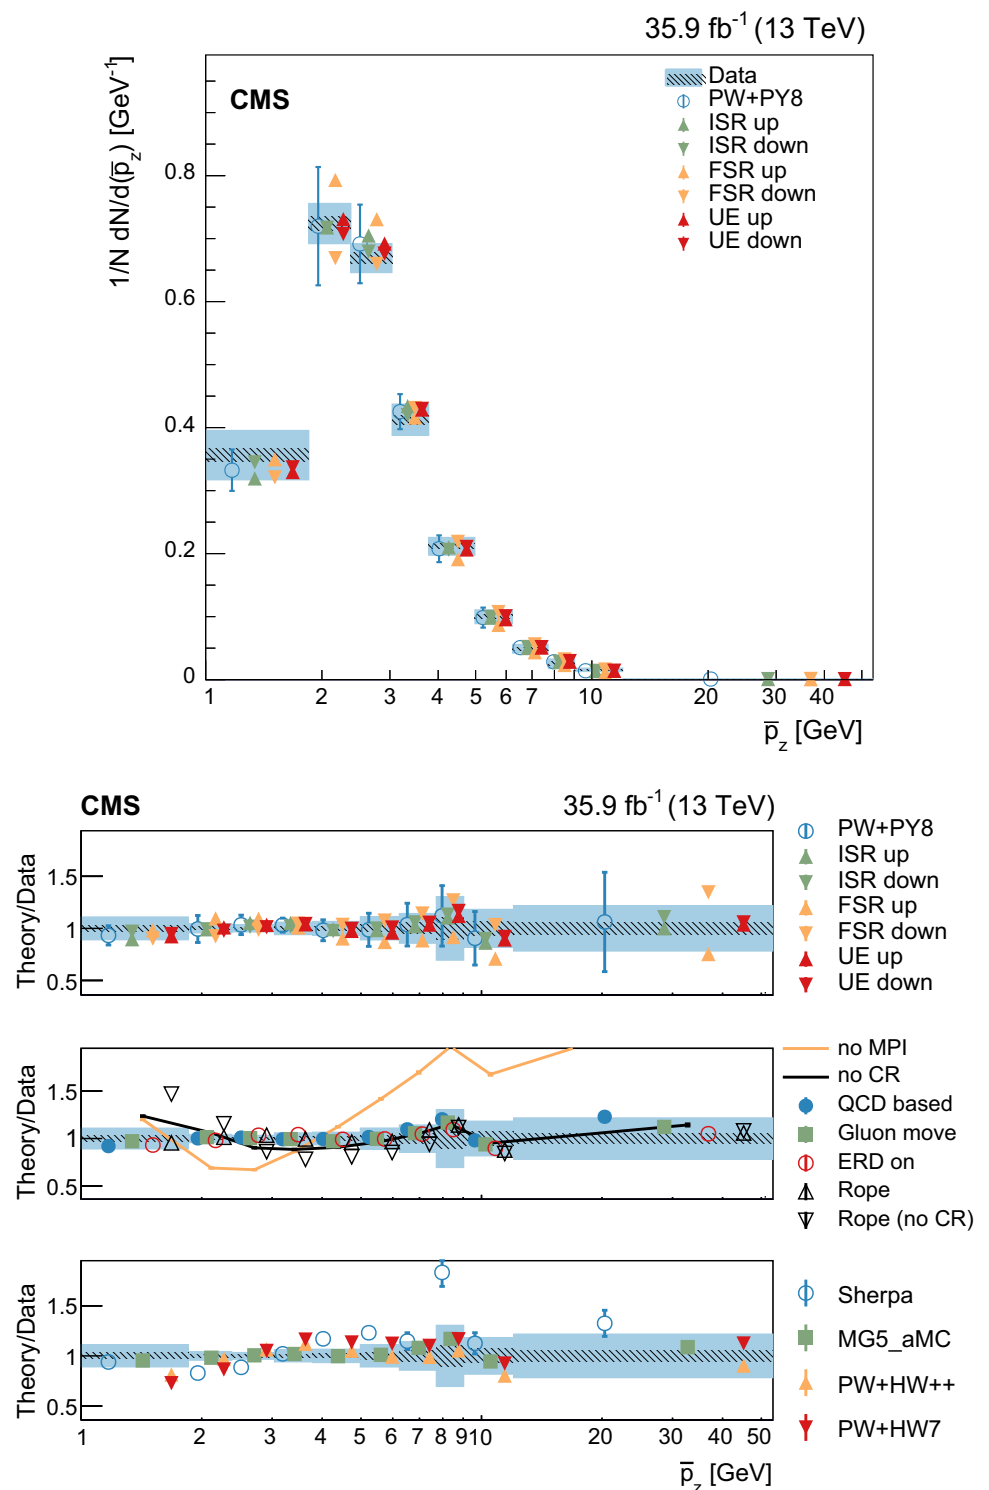 35.9 fb⁻¹ (13 TeV)
CMS
1/N dN/d(p̅_z) [GeV⁻¹]
Data
PW+PY8
ISR up
ISR down
FSR up
FSR down
UE up
UE down
0.8
0.6
0.4
0.2
0
1 2 3 4 5 6 7 10 20 30 40
p̅_z [GeV]
CMS 35.9 fb⁻¹ (13 TeV)
Theory/Data
1.5
1
0.5
PW+PY8
ISR up
ISR down
FSR up
FSR down
UE up
UE down
Theory/Data
1.5
1
0.5
no MPI
no CR
QCD based
Gluon move
ERD on
Rope
Rope (no CR)
Theory/Data
1.5
1
0.5
Sherpa
MG5_aMC
PW+HW++
PW+HW7
1 2 3 4 5 6 7 8 9 10 20 30 40 50
p̅_z [GeV]